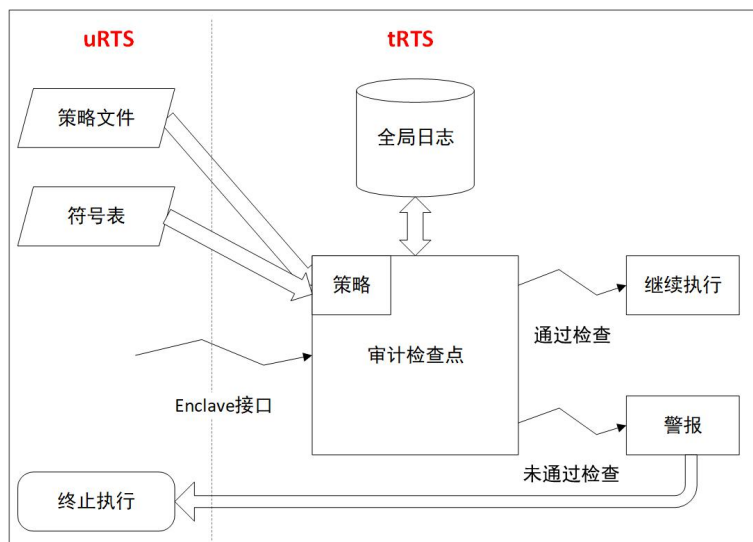 uRTS
tRTS
策略文件
全局日志
符号表
策略
继续执行
审计检查点
通过检查
Enclave接口
警报
未通过检查
终止执行